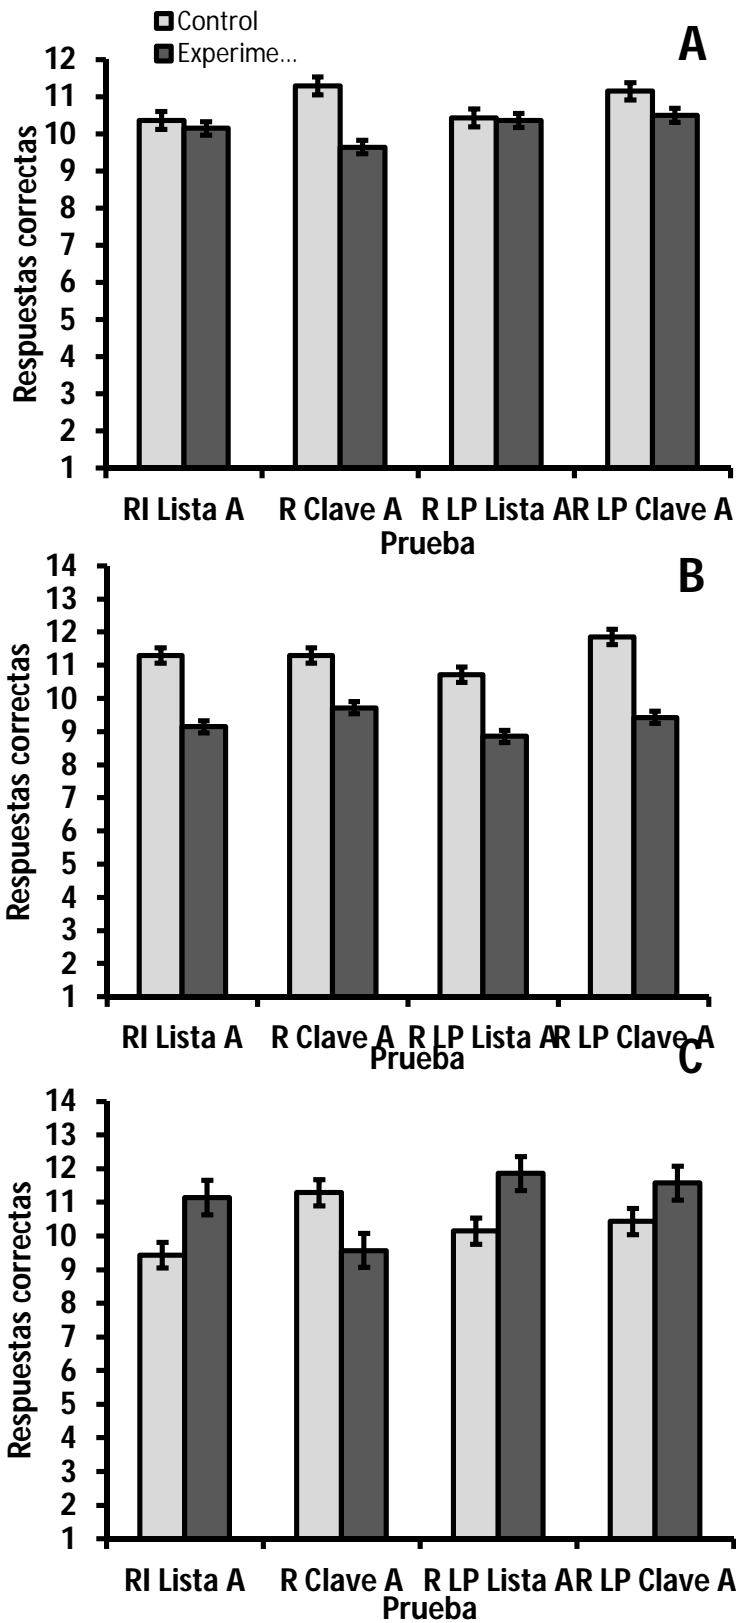 Control
Experime...
A
Respuestas correctas
12
11
10
9
8
7
6
5
4
3
2
1
RI Lista A R Clave A R LP Lista A R LP Clave A
Prueba
B
Respuestas correctas
14
13
12
11
10
9
8
7
6
5
4
3
2
1
RI Lista A R Clave A R LP Lista A R LP Clave A
Prueba
C
Respuestas correctas
14
13
12
11
10
9
8
7
6
5
4
3
2
1
RI Lista A R Clave A R LP Lista A R LP Clave A
Prueba